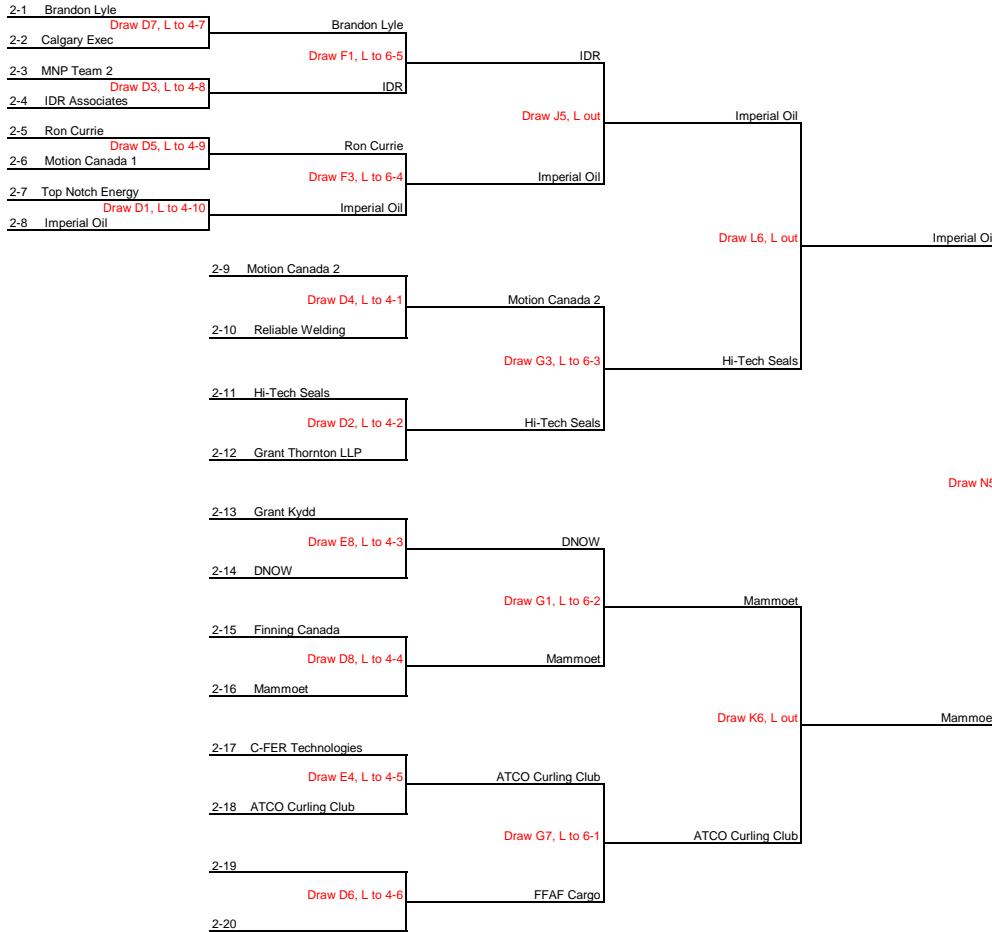 2-1 Brandon Lyle
Draw D7, L to 4-7
Brandon Lyle
2-2 Calgary Exec
Draw F1, L to 6-5
IDR
2-3 MNP Team 2
Draw D3, L to 4-8
IDR
2-4 IDR Associates
Draw J5, L out
Imperial Oil
2-5 Ron Currie
Draw D5, L to 4-9
Ron Currie
2-6 Motion Canada 1
Draw F3, L to 6-4
Imperial Oil
2-7 Top Notch Energy
Draw D1, L to 4-10
Imperial Oil
2-8 Imperial Oil
Draw L6, L out
Imperial Oi
2-9 Motion Canada 2
Draw D4, L to 4-1
Motion Canada 2
2-10 Reliable Welding
Draw G3, L to 6-3
Hi-Tech Seals
2-11 Hi-Tech Seals
Draw D2, L to 4-2
Hi-Tech Seals
2-12 Grant Thornton LLP
Draw N5
2-13 Grant Kydd
Draw E8, L to 4-3
DNOW
2-14 DNOW
Draw G1, L to 6-2
Mammoet
2-15 Finning Canada
Draw D8, L to 4-4
Mammoet
2-16 Mammoet
Draw K6, L out
Mammoe
2-17 C-FER Technologies
Draw E4, L to 4-5
ATCO Curling Club
2-18 ATCO Curling Club
Draw G7, L to 6-1
ATCO Curling Club
2-19
Draw D6, L to 4-6
FFAF Cargo
2-20